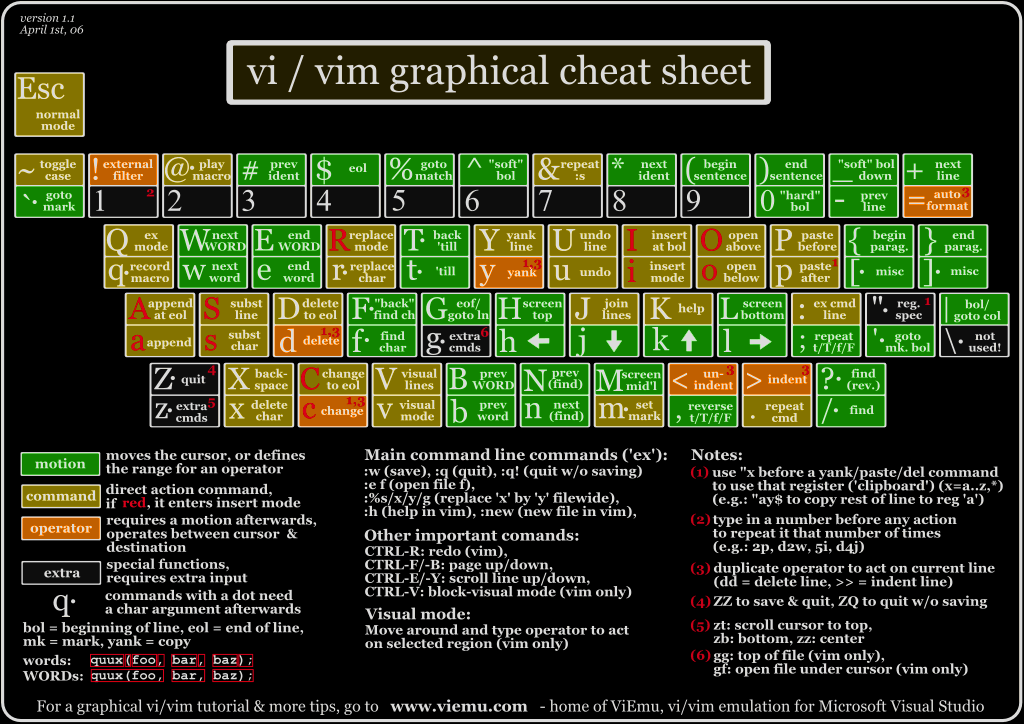 version 1.1
April 1st, 06
vi / vim graphical cheat sheet
Esc
normal
mode
~ toggle
case
`· goto
mark
! external
filter
1 2
@· play
macro
2
# prev
ident
3
$ eol
4
% goto
match
5
^ "soft"
bol
6
& repeat
:s
7
* next
ident
8
( begin
sentence
9
) end
sentence
0 "hard"
bol
_ "soft" bol
down
- prev
line
+ next
line
= auto 3
format
Q ex
mode
q· record
macro
W next
WORD
w next
word
E end
WORD
e end
word
R replace
mode
r· replace
char
T· back
'till
t· 'till
Y yank
line
y yank 1,3
U undo
line
u undo
I insert
at bol
i insert
mode
O open
above
o open
below
P paste
before
p paste 1
after
{ begin
parag.
[· misc
} end
parag.
]· misc
A append
at eol
a append
S subst
line
s subst
char
D delete
to eol
d delete 1,3
F· "back"
find ch
f· find
char
G eof/
goto ln
g· extra 6
cmds
H screen
top
h ←
J join
lines
j ↓
K help
k ↑
L screen
bottom
l →
: ex cmd
line
; repeat
t/T/f/F
"· reg. 1
spec
'· goto
mk. bol
| bol/
goto col
\· not
used!
Z· quit 4
z· extra 5
cmds
X back-
space
x delete
char
C change
to eol
c change 1,3
V visual
lines
v visual
mode
B prev
WORD
b prev
word
N prev
(find)
n next
(find)
M screen
mid'l
m· set
mark
< un- 3
indent
, reverse
t/T/f/F
> indent 3
. repeat
cmd
?· find
(rev.)
/· find
motion
moves the cursor, or defines
the range for an operator
command
direct action command,
if red, it enters insert mode
operator
requires a motion afterwards,
operates between cursor &
destination
extra
special functions,
requires extra input
q·
commands with a dot need
a char argument afterwards
bol = beginning of line, eol = end of line,
mk = mark, yank = copy
words: quux(foo, bar, baz);
WORDs: quux(foo, bar, baz);
Main command line commands ('ex'):
:w (save), :q (quit), :q! (quit w/o saving)
:e f (open file f),
:%s/x/y/g (replace 'x' by 'y' filewide),
:h (help in vim), :new (new file in vim),
Other important comands:
CTRL-R: redo (vim),
CTRL-F/-B: page up/down,
CTRL-E/-Y: scroll line up/down,
CTRL-V: block-visual mode (vim only)
Visual mode:
Move around and type operator to act
on selected region (vim only)
Notes:
(1) use "x before a yank/paste/del command
to use that register ('clipboard') (x=a..z,*)
(e.g.: "ay$ to copy rest of line to reg 'a')
(2) type in a number before any action
to repeat it that number of times
(e.g.: 2p, d2w, 5i, d4j)
(3) duplicate operator to act on current line
(dd = delete line, >> = indent line)
(4) ZZ to save & quit, ZQ to quit w/o saving
(5) zt: scroll cursor to top,
zb: bottom, zz: center
(6) gg: top of file (vim only),
gf: open file under cursor (vim only)
For a graphical vi/vim tutorial & more tips, go to www.viemu.com - home of ViEmu, vi/vim emulation for Microsoft Visual Studio